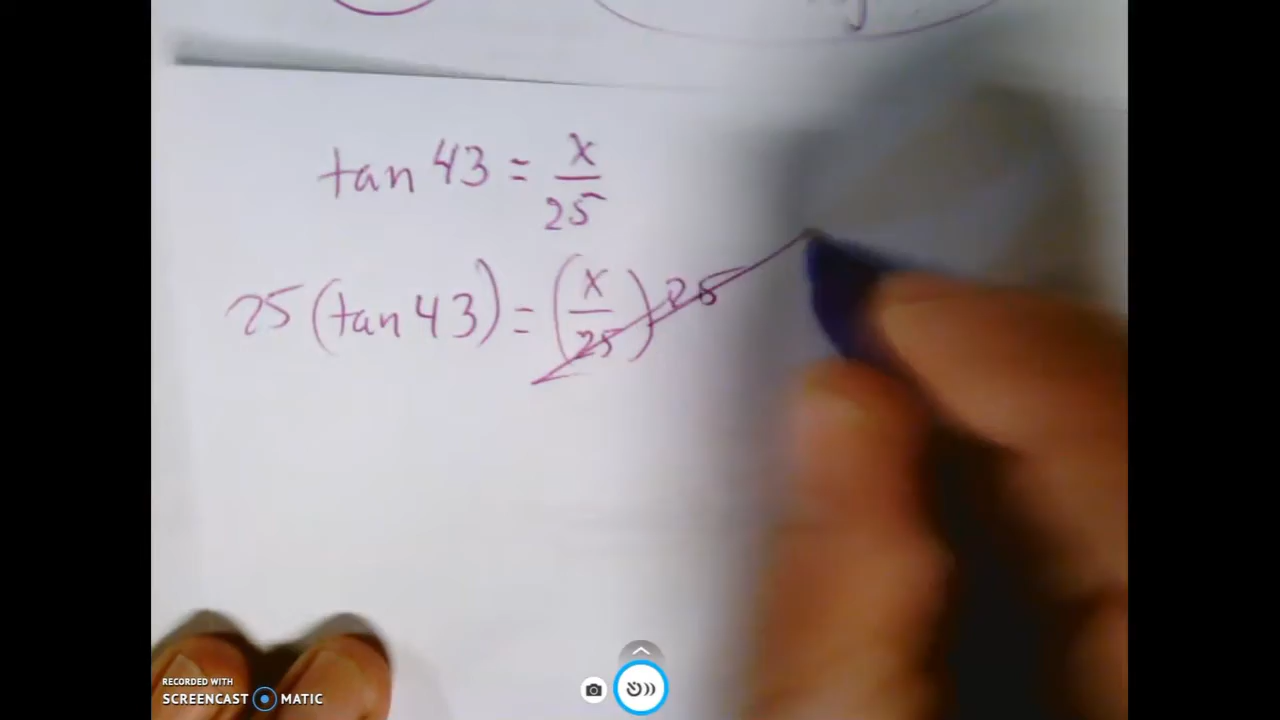 tan 43 = x/25
25 (tan 43) = (x/25) 25
RECORDED WITH
SCREENCAST MATIC